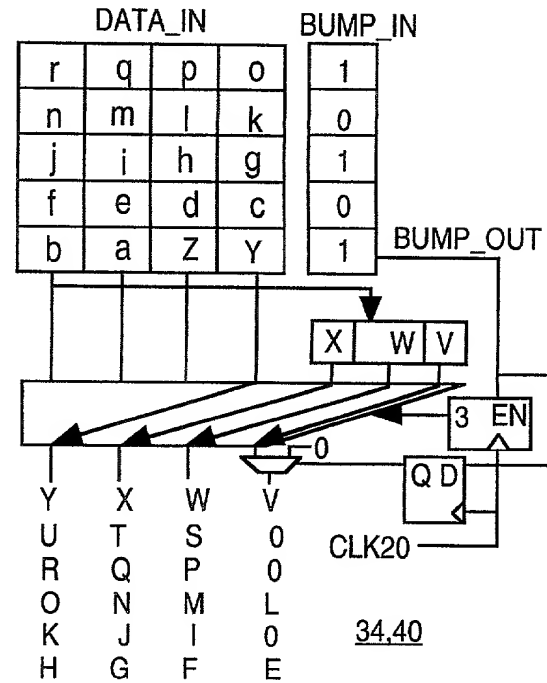 DATA_IN BUMP_IN
r q p o 1
n m l k 0
j i h g 1
f e d c 0
b a Z Y 1
BUMP_OUT
X W V
3 EN
0
Q D
CLK20
Y X W V
U T S 0
R Q P 0
O N M L
K J I 0
H G F E
34,40